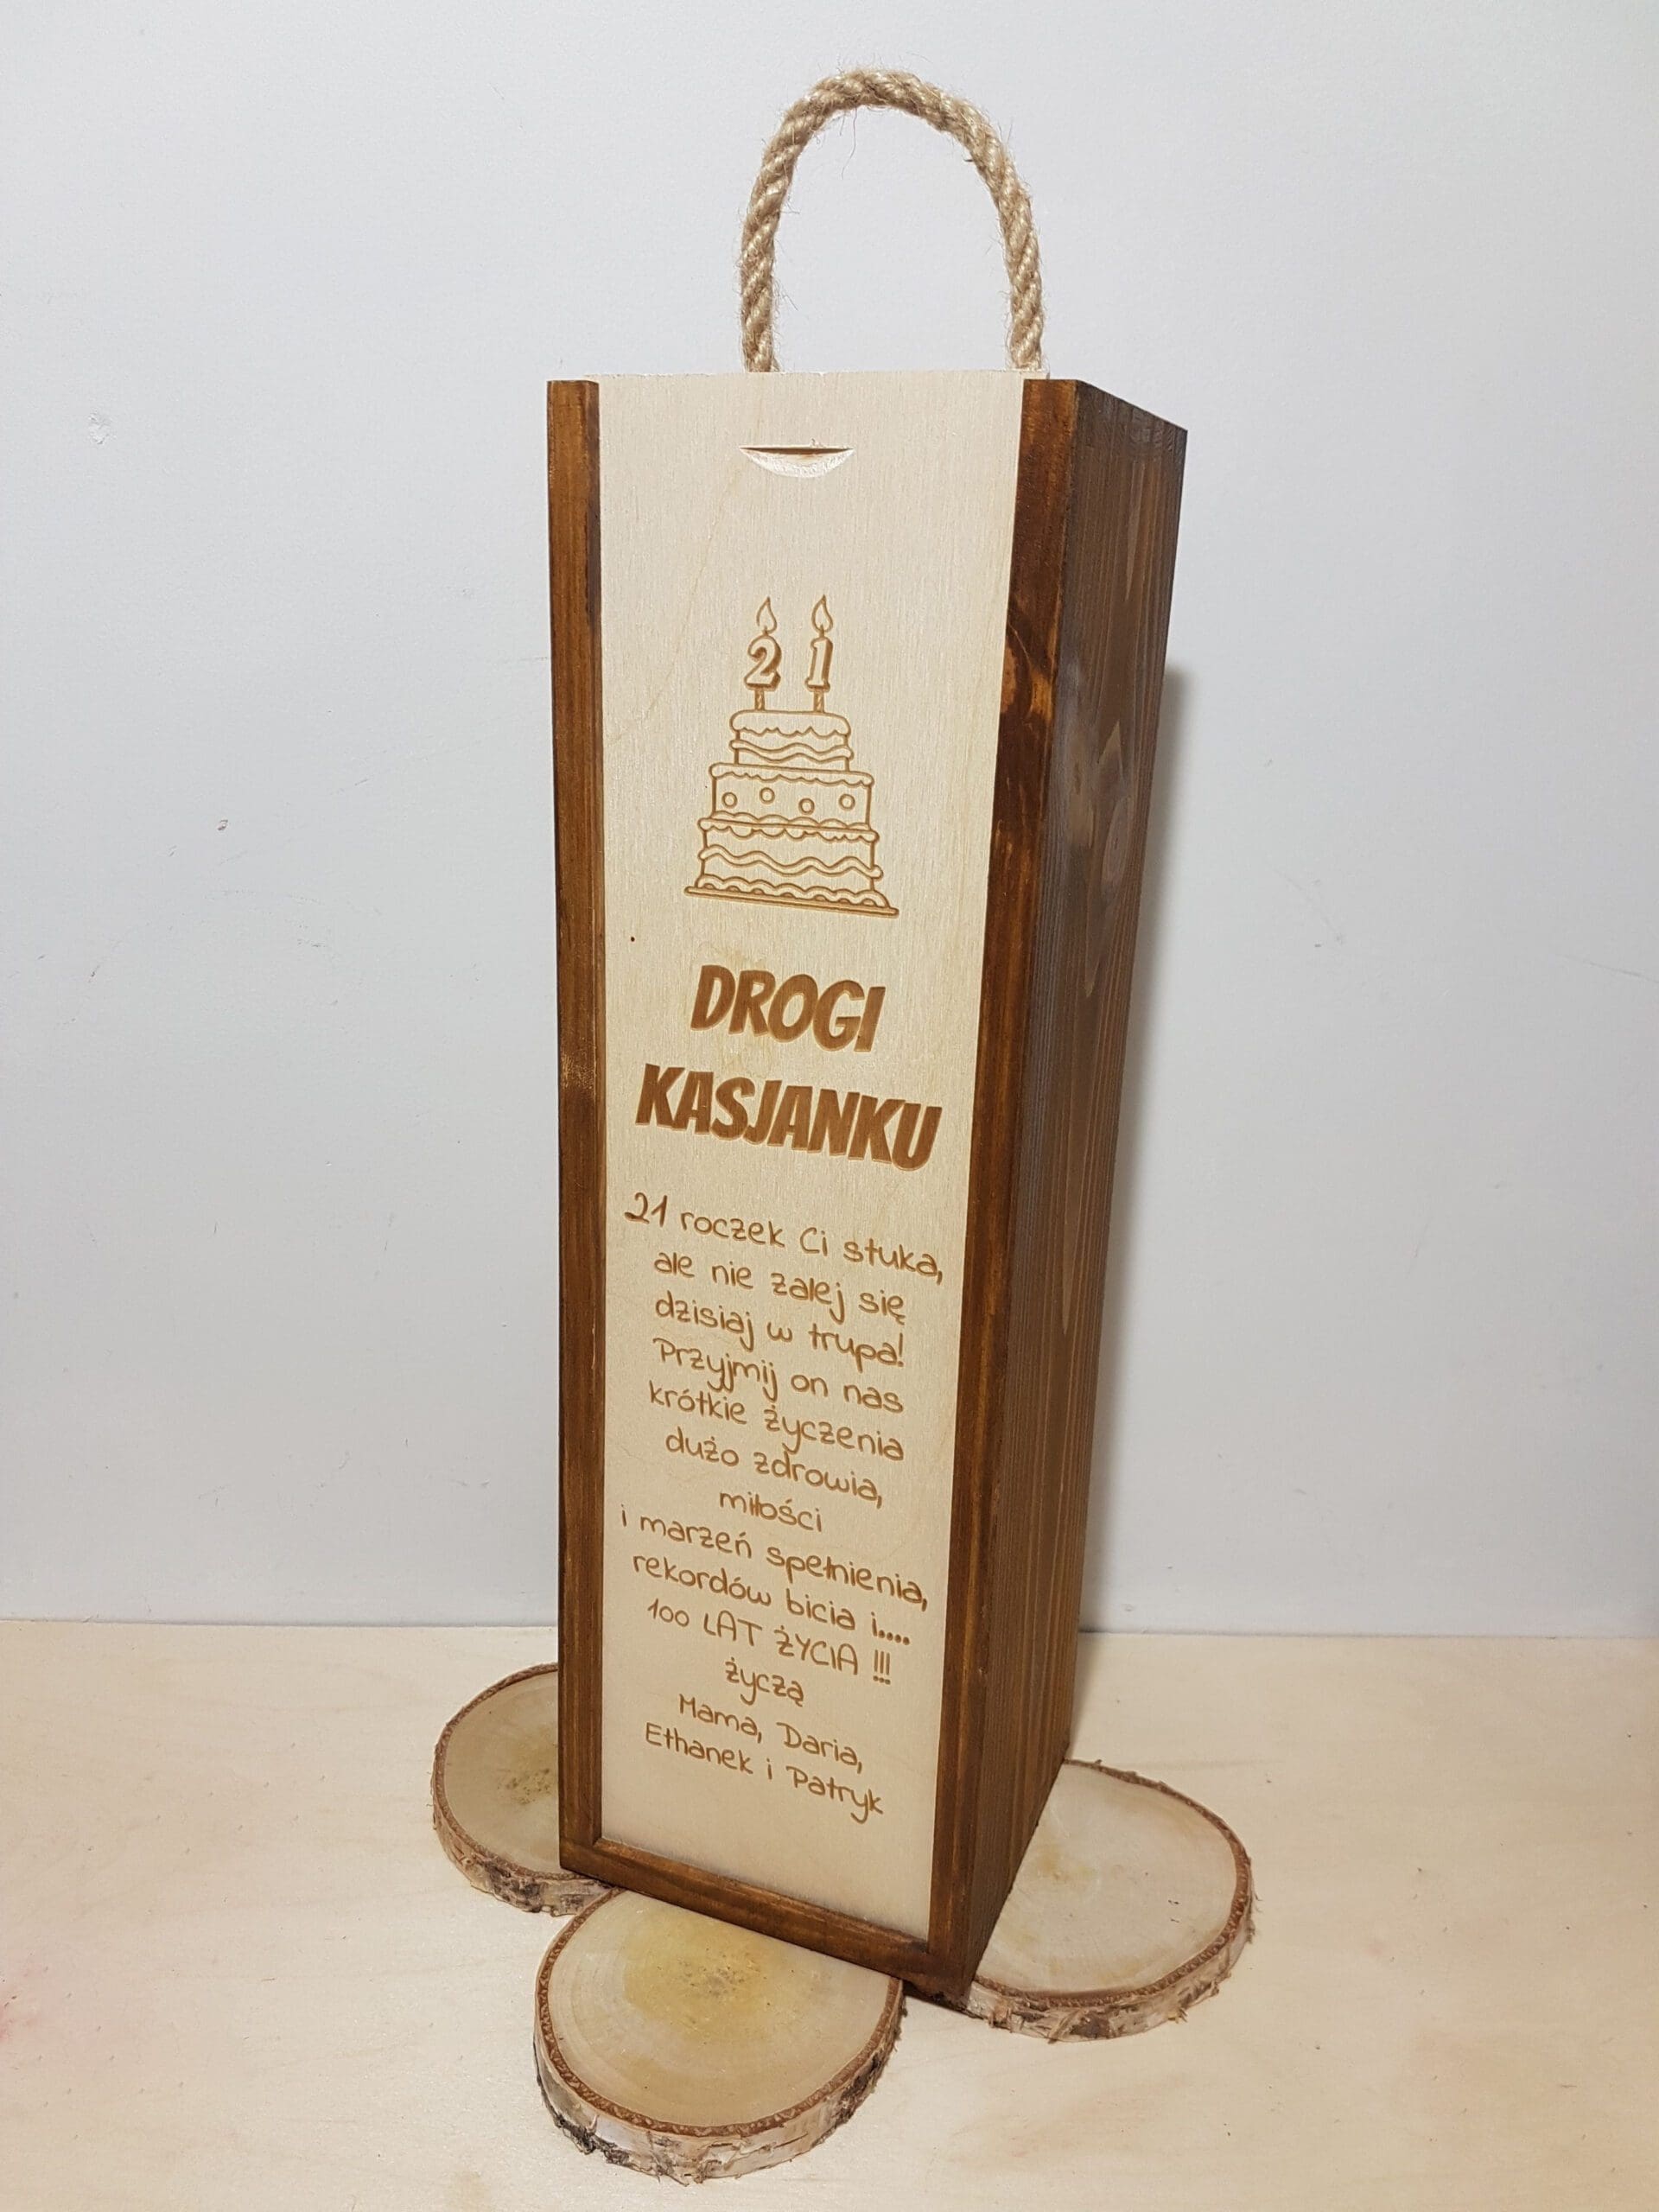 21
DROGI
KASJANKU
21 roczek Ci stuka,
ale nie zalej się
dzisiaj w trupa!
Przyjmij on nas
krótkie życzenia
dużo zdrowia,
miłości
i marzeń spełnienia,
rekordów bicia i....
100 LAT ŻYCIA !!!
życzą
Mama, Daria,
Ethanek i Patryk